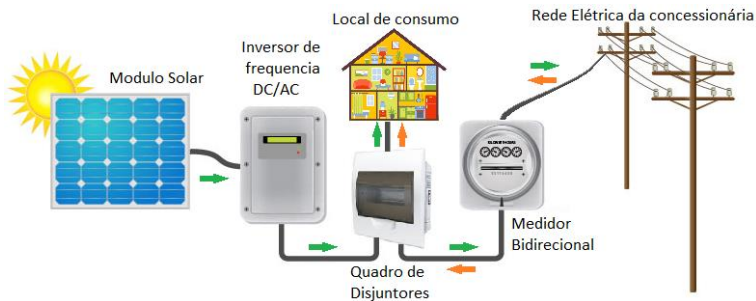 Local de consumo
Rede Elétrica da concessionária
Inversor de
frequencia
DC/AC
Modulo Solar
Medidor
Bidirecional
Quadro de
Disjuntores